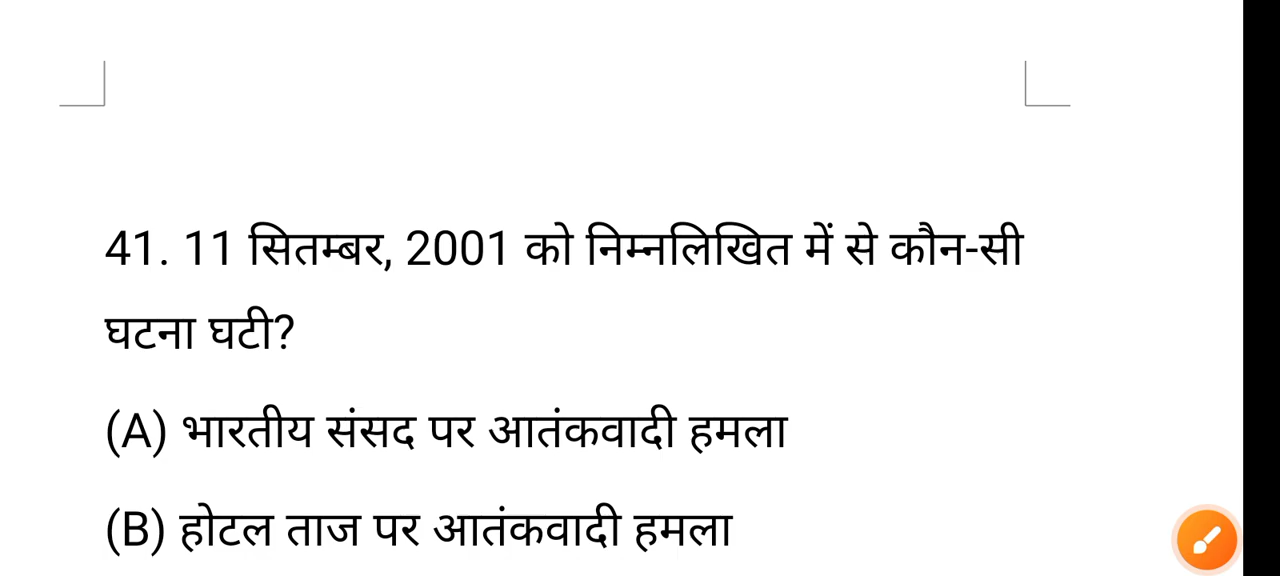 41. 11 सितम्बर, 2001 को निम्नलिखित में से कौन-सी
घटना घटी?
(A) भारतीय संसद पर आतंकवादी हमला
(B) होटल ताज पर आतंकवादी हमला